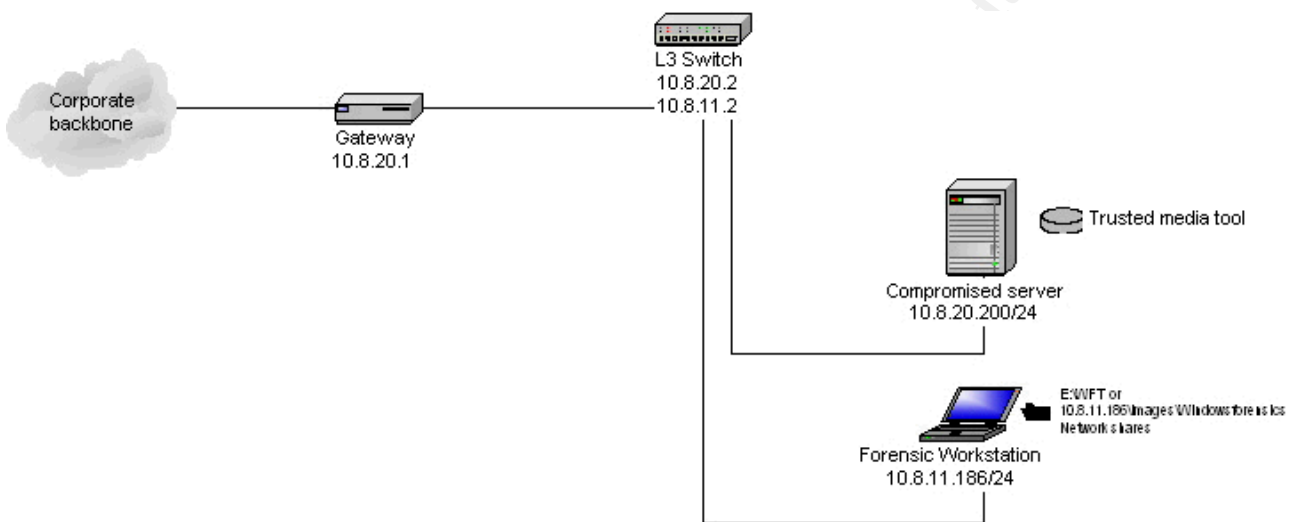 Corporate
backbone
Gateway
10.8.20.1
L3 Switch
10.8.20.2
10.8.11.2
Trusted media tool
Compromised server
10.8.20.200/24
E:\WFT or
10.8.11.186\Images\Windowsforensics
Network shares
Forensic Workstation
10.8.11.186/24